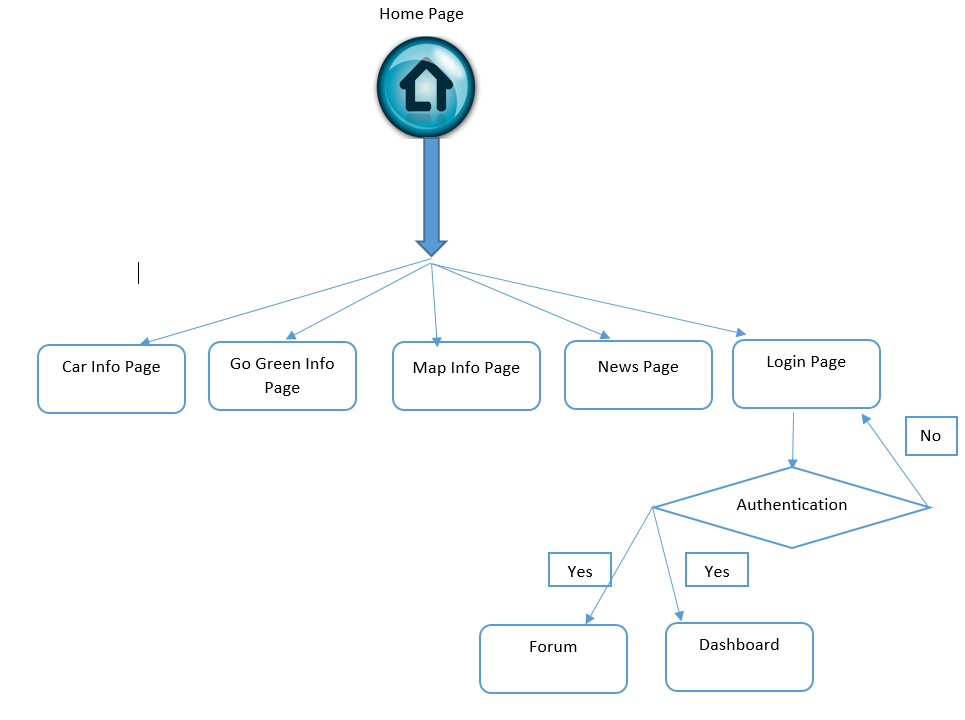 Home Page
Car Info Page
Go Green Info
Page
Map Info Page
News Page
Login Page
No
Authentication
Yes
Yes
Forum
Dashboard